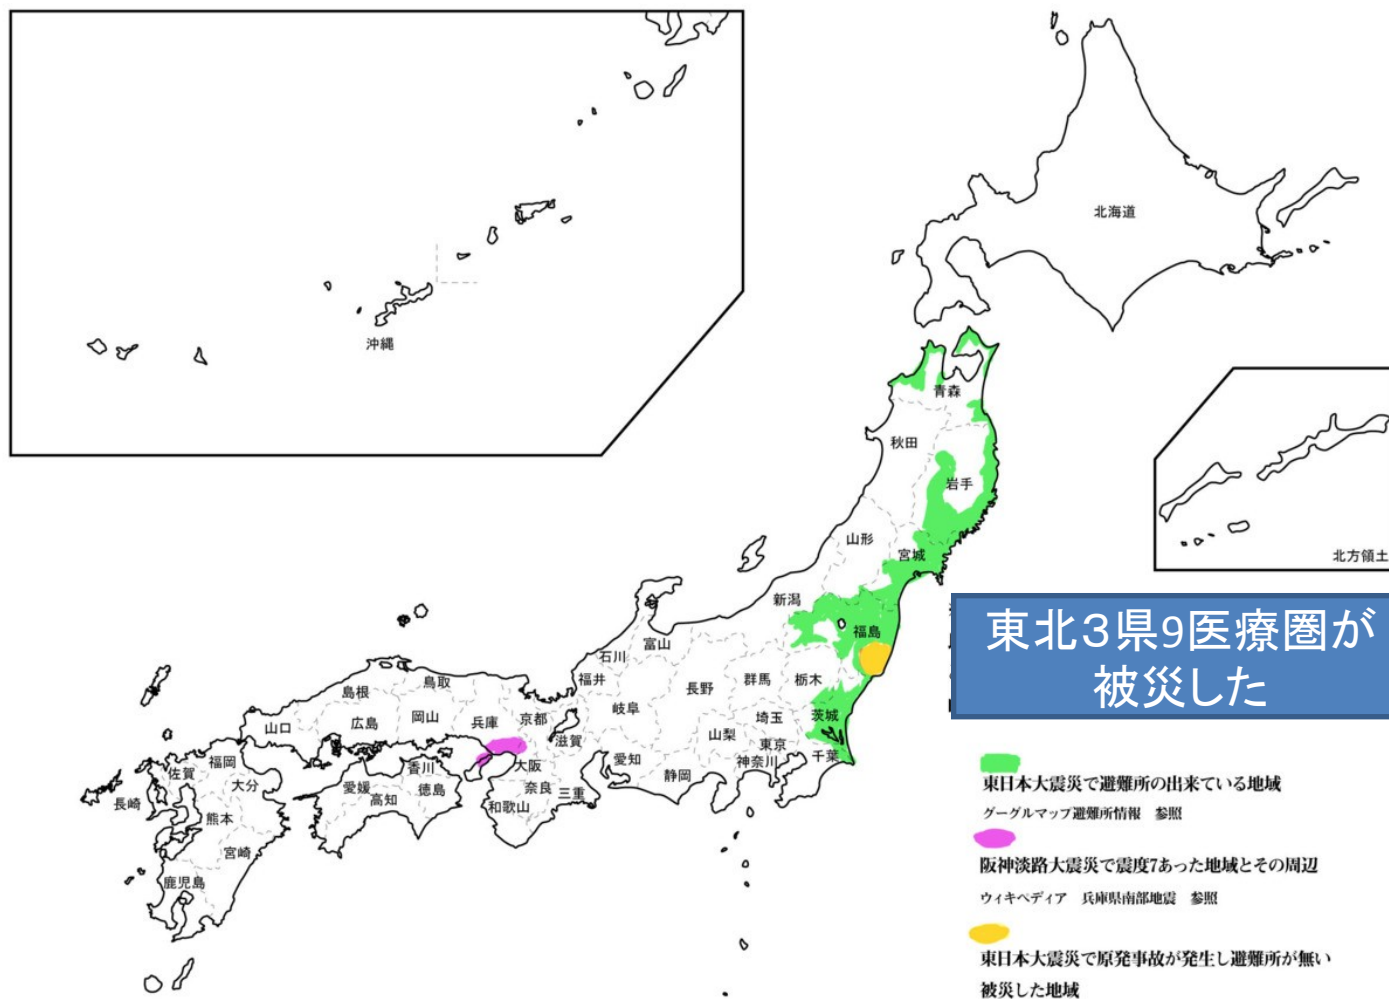 北海道
沖縄
青森
秋田
岩手
北方領土
山形
宮城
新潟
福島
富山
石川
福井
長野
群馬
栃木
岐阜
茨城
埼玉
山梨
東京
神奈川
千葉
鳥取
島根
岡山
兵庫
京都
滋賀
広島
山口
愛知
静岡
香川
大阪
奈良
三重
和歌山
徳島
愛媛
高知
福岡
佐賀
大分
長崎
熊本
宮崎
鹿児島
東北３県9医療圏が
被災した
東日本大震災で避難所の出来ている地域
グーグルマップ避難所情報　参照
阪神淡路大震災で震度7あった地域とその周辺
ウィキペディア　兵庫県南部地震　参照
東日本大震災で原発事故が発生し避難所が無い
被災した地域